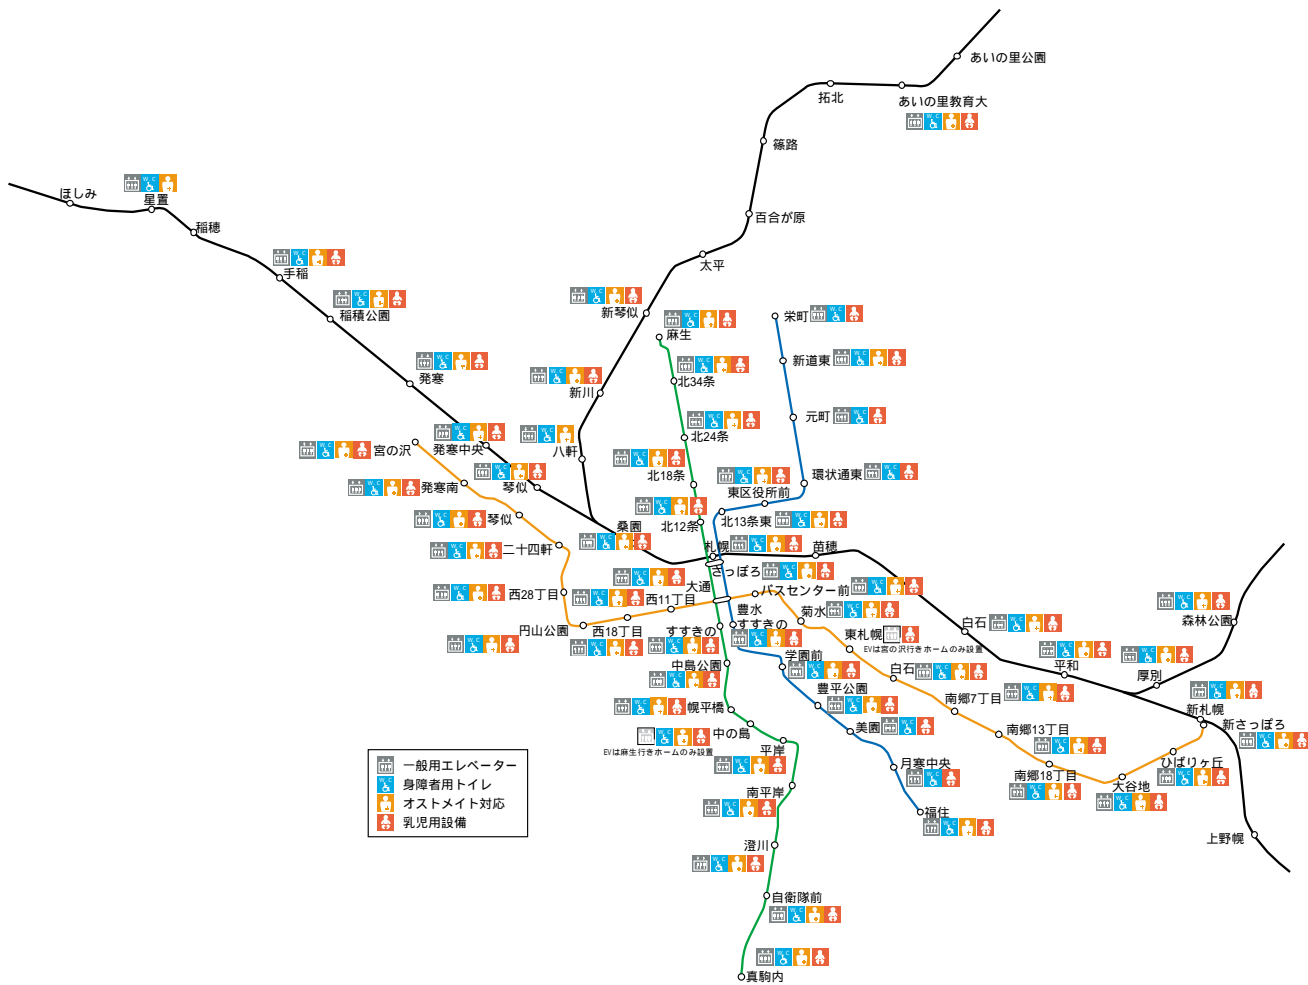 あいの里公園
拓北
あいの里教育大
篠路
ほしみ
星置
稲穂
百合が原
太平
手稲
稲積公園
新琴似
麻生
栄町
発寒
新川
北34条
新道東
宮の沢
発寒中央
八軒
北24条
元町
発寒南
琴似
北18条
東区役所前
環状通東
琴似
桑園
北12条
北13条東
二十四軒
札幌
苗穂
さっぽろ
西28丁目
西11丁目
大通
バスセンター前
円山公園
西18丁目
すすきの
豊水
すすきの
菊水
東札幌
EVは宮の沢行きホームのみ設置
白石
森林公園
中島公園
学園前
白石
平和
厚別
幌平橋
豊平公園
南郷7丁目
新札幌
中の島
EVは麻生行きホームのみ設置
美園
南郷13丁目
新さっぽろ
平岸
月寒中央
南郷18丁目
ひばりヶ丘
大谷地
南平岸
福住
上野幌
澄川
自衛隊前
真駒内
一般用エレベーター
W.C
身障者用トイレ
オストメイト対応
乳児用設備